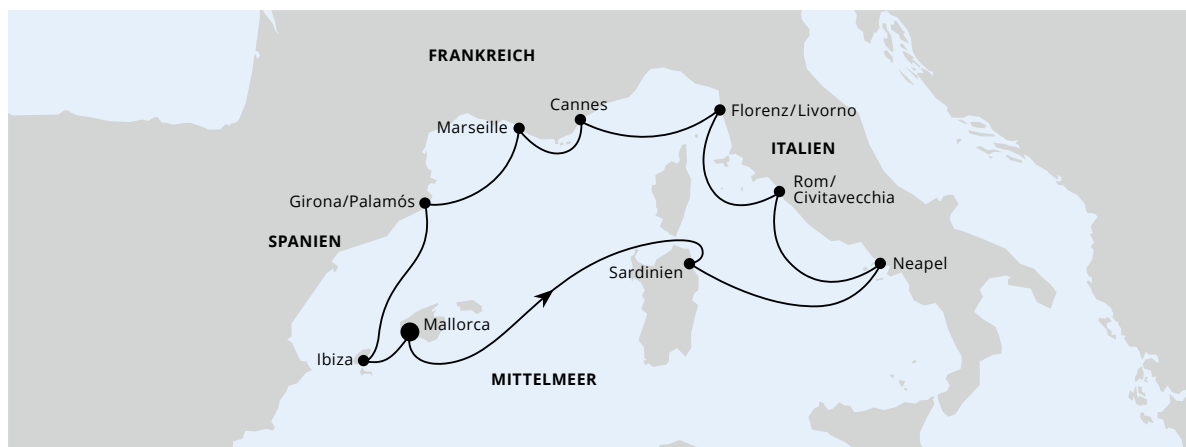 FRANKREICH
Cannes
Marseille
Florenz/Livorno
ITALIEN
Rom/
Civitavecchia
Girona/Palamós
SPANIEN
Neapel
Sardinien
Mallorca
Ibiza
MITTELMEER